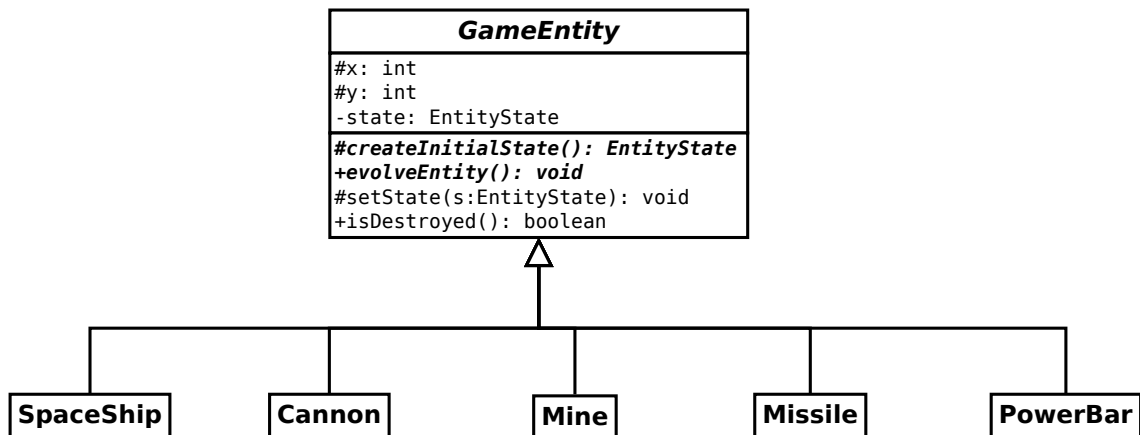 GameEntity
#x: int
#y: int
-state: EntityState
#createInitialState(): EntityState
+evolveEntity(): void
#setState(s:EntityState): void
+isDestroyed(): boolean
SpaceShip Cannon Mine Missile PowerBar